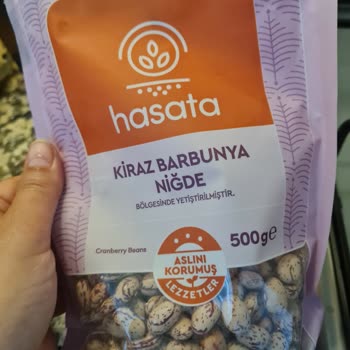 hasata
KİRAZ BARBUNYA
NİĞDE
BÖLGESİNDE YETİŞTİRİLMİŞTİR.
Cranberry Beans
500g℮
ASLINI
KORUMUŞ
LEZZETLER